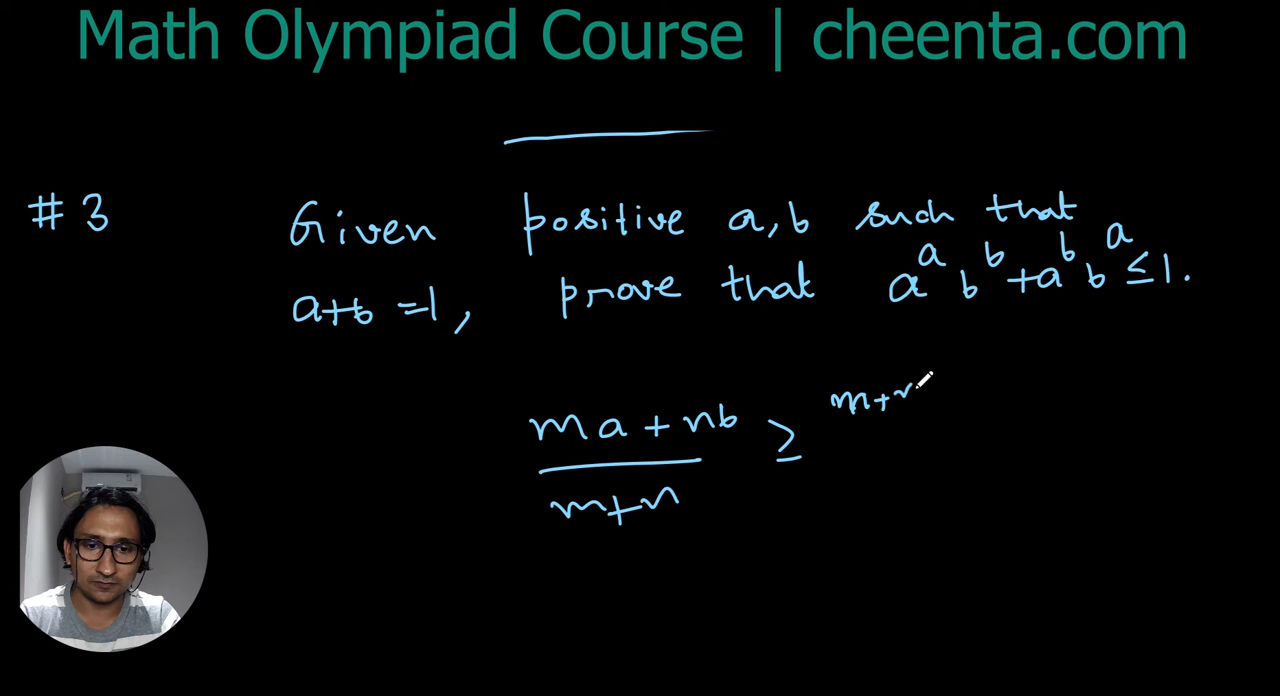 Math Olympiad Course | cheenta.com
# 3 Given positive a, b such that
a+b =1, prove that a^a b^b + a^b b^a ≤ 1.
m+n
ma + nb ≥
m+n